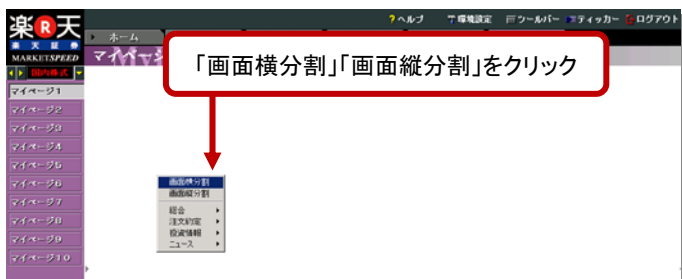 楽R天
楽天証券
MARKETSPEED
?ヘルプ
環境設定
ツールバー
ティッカー
ログアウト
ホーム
マイページ
国内株式
「画面横分割」「画面縦分割」をクリック
マイページ1
マイページ2
マイページ3
マイページ4
マイページ5
マイページ6
マイページ7
マイページ8
マイページ9
マイページ10
画面横分割
画面縦分割
総合
注文約定
投資情報
ニュース